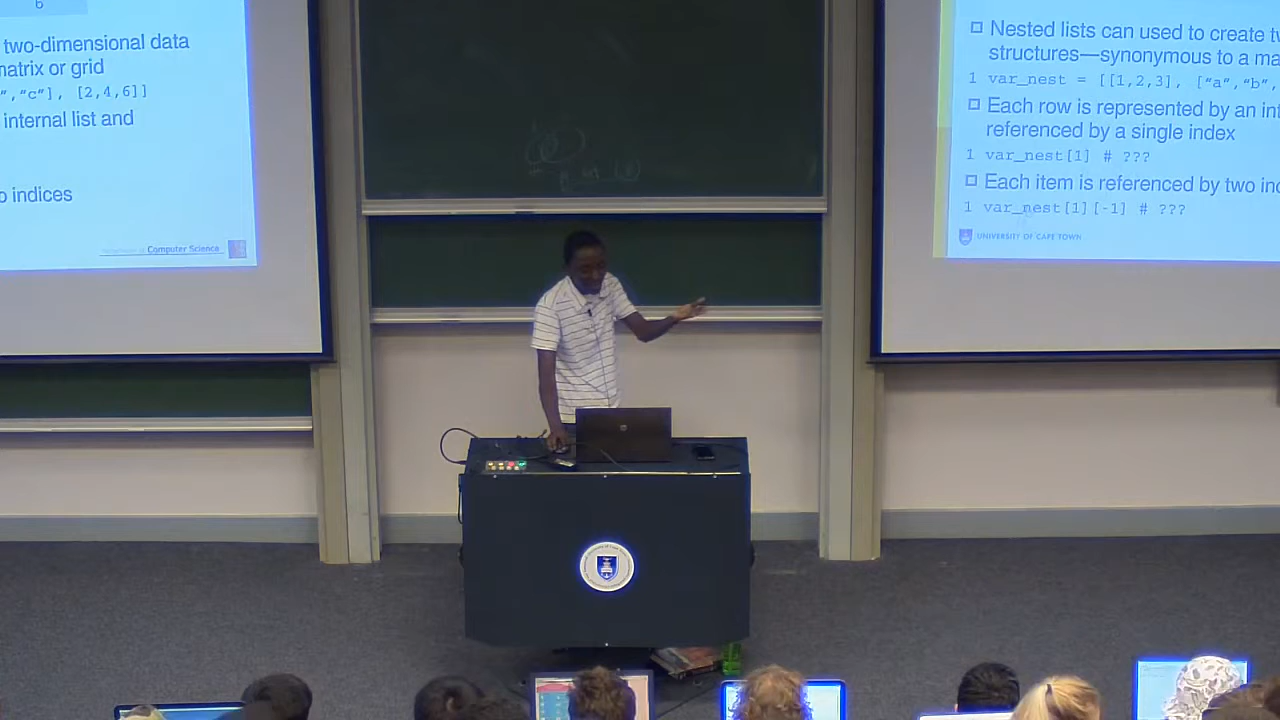 6
two-dimensional data
matrix or grid
”,“c”], [2,4,6]]
internal list and
o indices
Computer Science
Nested lists can used to create tw
structures—synonymous to a ma
1 var_nest = [[1,2,3], [“a”,“b”,
Each row is represented by an int
referenced by a single index
1 var_nest[1] # ???
Each item is referenced by two ind
1 var_nest[1][-1] # ???
UNIVERSITY OF CAPE TOWN